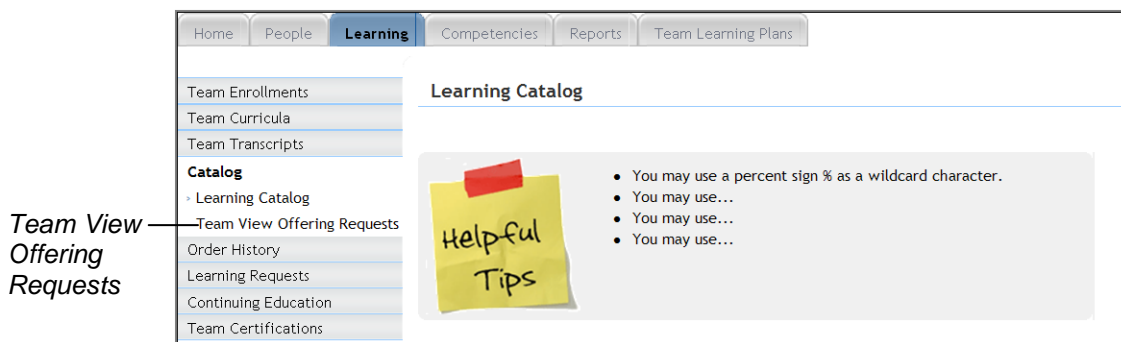 Home People Learning Competencies Reports Team Learning Plans
Learning Catalog
Team Enrollments
Team Curricula
Team Transcripts
Catalog
Learning Catalog
Team View Offering Requests
Order History
Learning Requests
Continuing Education
Team Certifications
Helpful
Tips
• You may use a percent sign % as a wildcard character.
• You may use...
• You may use...
• You may use...
Team View
Offering
Requests